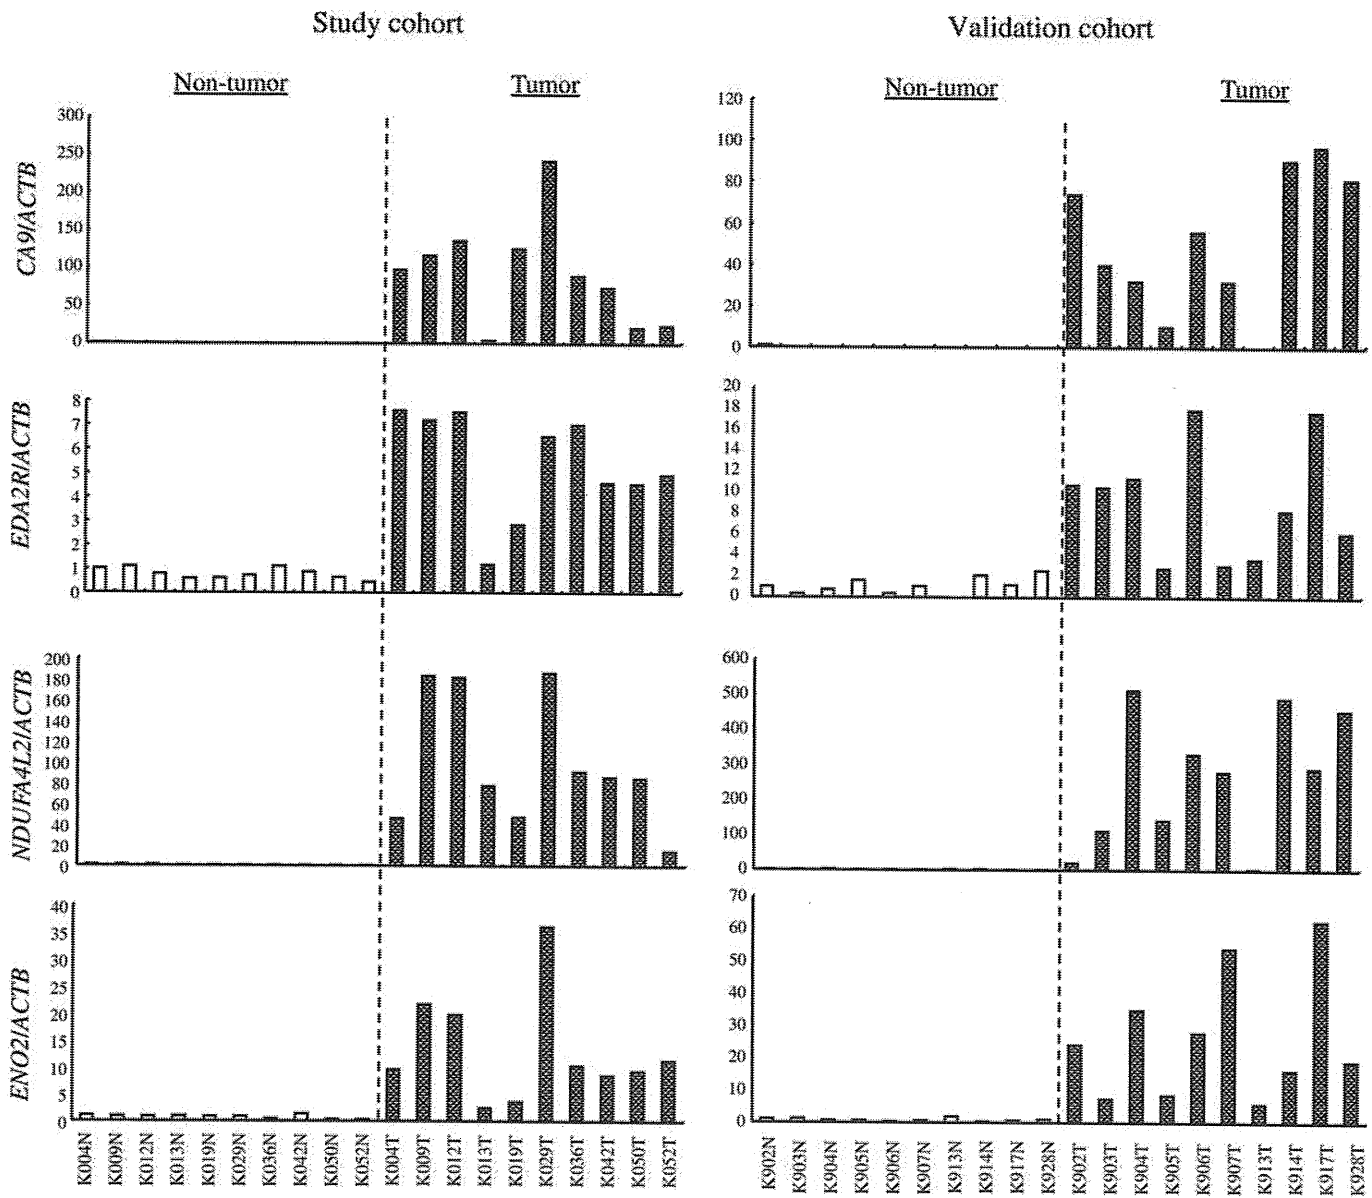 Study cohort
Validation cohort
Non-tumor
Tumor
Non-tumor
Tumor
CA9/ACTB
300
250
200
150
100
50
0
120
100
80
60
40
20
0
EDA2R/ACTB
8
7
6
5
4
3
2
1
0
20
18
16
14
12
10
8
6
4
2
0
NDUFA4L2/ACTB
200
180
160
140
120
100
80
60
40
20
0
600
500
400
300
200
100
0
ENO2/ACTB
40
35
30
25
20
15
10
5
0
70
60
50
40
30
20
10
0
K004N
K009N
K012N
K013N
K019N
K029N
K036N
K042N
K050N
K052N
K004T
K009T
K012T
K013T
K019T
K029T
K036T
K042T
K050T
K052T
K902N
K903N
K904N
K905N
K906N
K907N
K913N
K914N
K917N
K928N
K902T
K903T
K904T
K905T
K906T
K907T
K913T
K914T
K917T
K928T